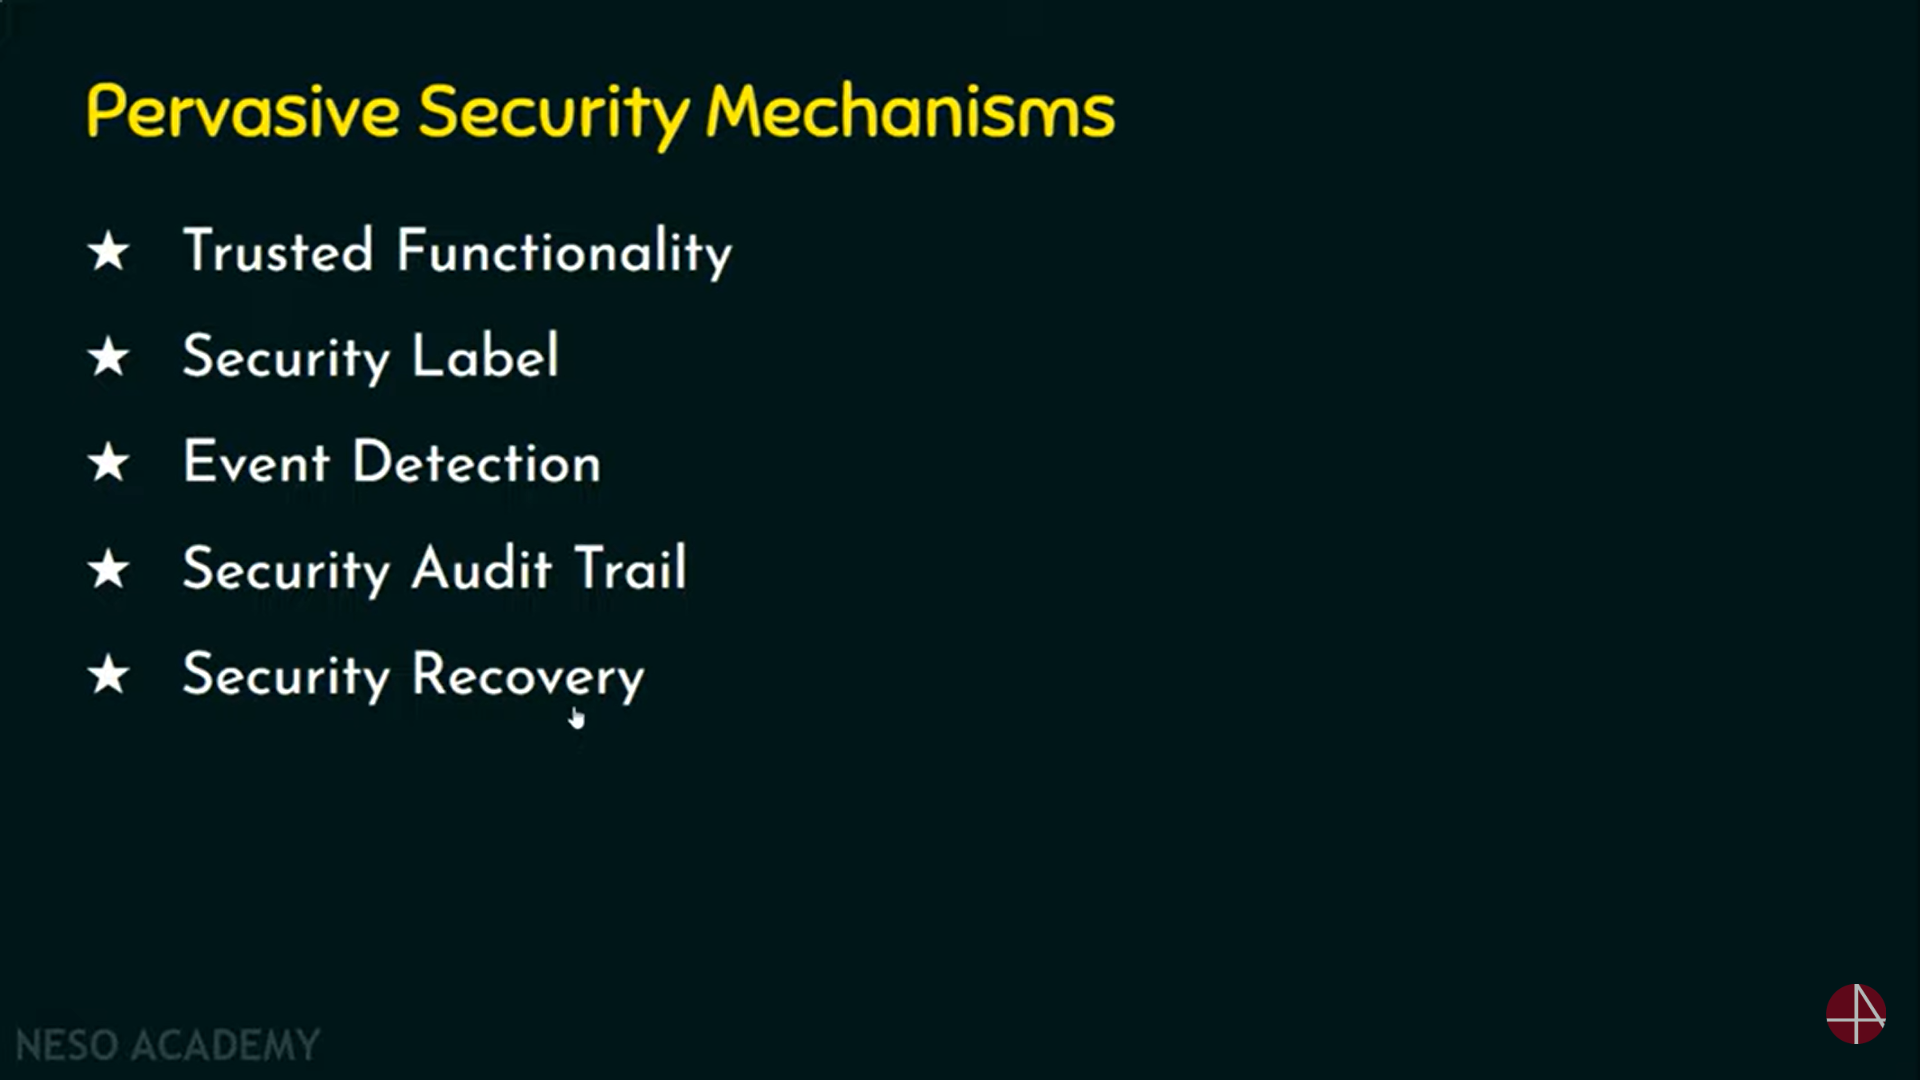 Pervasive Security Mechanisms
★ Trusted Functionality
★ Security Label
★ Event Detection
★ Security Audit Trail
★ Security Recovery
NESO ACADEMY